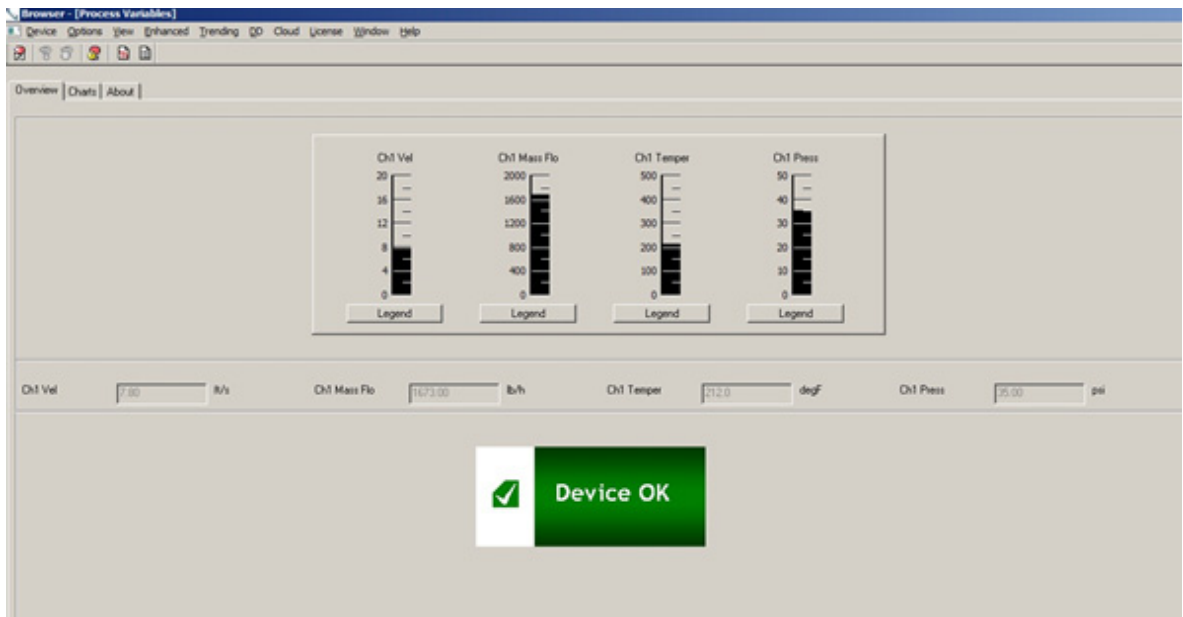 Browser - [Process Variables]
Device Options View Enhanced Trending DD Cloud License Window Help
Overview Charts About
Ch1 Vel Ch1 Mass Flo Ch1 Temper Ch1 Press
20 2000 500 50
16 1600 400 40
12 1200 300 30
8 800 200 20
4 400 100 10
0 0 0 0
Legend Legend Legend Legend
Ch1 Vel 7.80 ft/s Ch1 Mass Flo 1673.00 lb/h Ch1 Temper 212.0 degF Ch1 Press 35.00 psi
Device OK